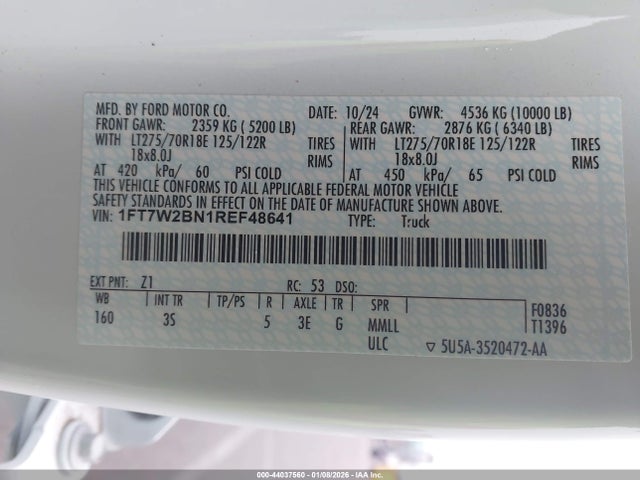 MFD. BY FORD MOTOR CO. DATE: 10/24 GVWR: 4536 KG (10000 LB)
FRONT GAWR: 2359 KG ( 5200 LB) REAR GAWR: 2876 KG ( 6340 LB)
WITH LT275/70R18E 125/122R TIRES WITH LT275/70R18E 125/122R TIRES
18x8.0J RIMS 18x8.0J RIMS
AT 420 kPa/ 60 PSI COLD AT 450 kPa/ 65 PSI COLD
THIS VEHICLE CONFORMS TO ALL APPLICABLE FEDERAL MOTOR VEHICLE
SAFETY STANDARDS IN EFFECT ON THE DATE OF MANUFACTURE SHOWN ABOVE.
VIN: 1FT7W2BN1REF48641 TYPE: Truck
EXT PNT: Z1 RC: 53 DSO:
WB INT TR TP/PS R AXLE TR SPR F0836
160 3S 5 3E G MMLL T1396
ULC ▽ 5U5A-3520472-AA
000-44037560 - 01/08/2026 - IAAI Holdings, LLC